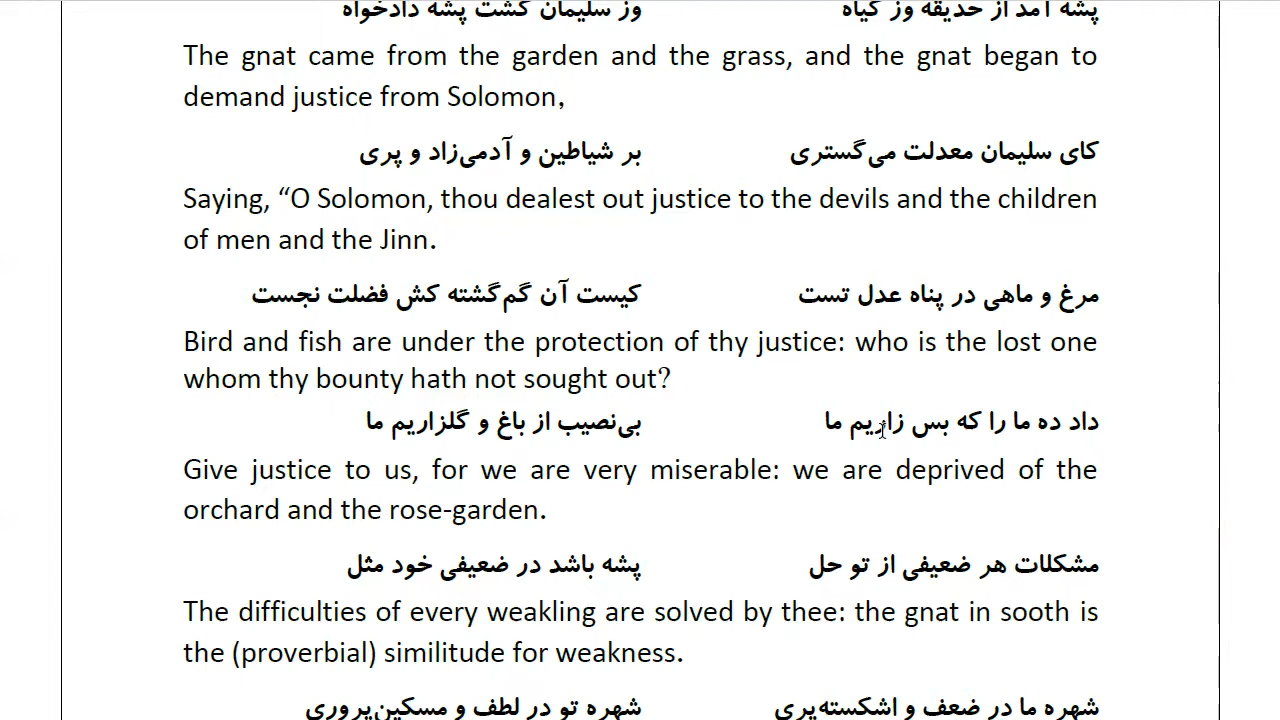 پشه آمد از حدیقه وز گیاه وز سلیمان گشت پشه دادخواه
The gnat came from the garden and the grass, and the gnat began to
demand justice from Solomon,
کای سلیمان معدلت می‌گستری بر شیاطین و آدمی‌زاد و پری
Saying, “O Solomon, thou dealest out justice to the devils and the children
of men and the Jinn.
مرغ و ماهی در پناه عدل تست کیست آن گم‌گشته کش فضلت نجست
Bird and fish are under the protection of thy justice: who is the lost one
whom thy bounty hath not sought out?
داد ده ما را که بس زاریم ما بی‌نصیب از باغ و گلزاریم ما
Give justice to us, for we are very miserable: we are deprived of the
orchard and the rose-garden.
مشکلات هر ضعیفی از تو حل پشه باشد در ضعیفی خود مثل
The difficulties of every weakling are solved by thee: the gnat in sooth is
the (proverbial) similitude for weakness.
شهره ما در ضعف و اشکسته‌پری شهره تو در لطف و مسکین‌پروری